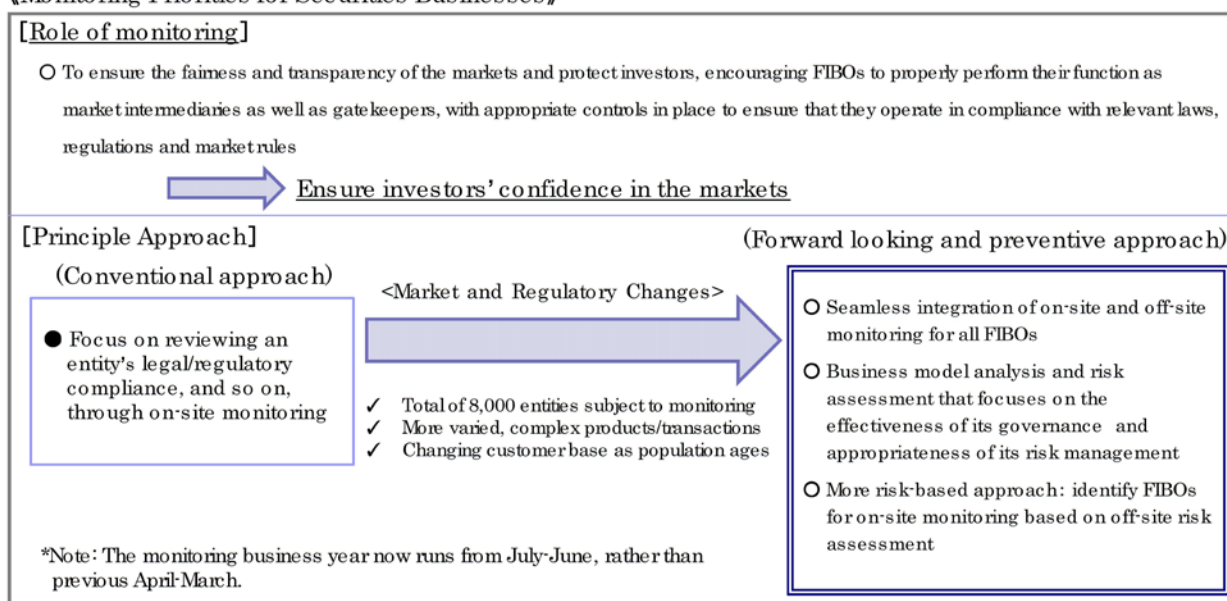 《Monitoring Priorities for Securities Businesses》
[Role of monitoring]
○ To ensure the fairness and transparency of the markets and protect investors, encouraging FIBOs to properly perform their function as
market intermediaries as well as gatekeepers, with appropriate controls in place to ensure that they operate in compliance with relevant laws,
regulations and market rules
Ensure investors’ confidence in the markets
[Principle Approach]
(Conventional approach)
● Focus on reviewing an
entity’s legal/regulatory
compliance, and so on,
through on-site monitoring
<Market and Regulatory Changes>
✓ Total of 8,000 entities subject to monitoring
✓ More varied, complex products/transactions
✓ Changing customer base as population ages
(Forward looking and preventive approach)
○ Seamless integration of on-site and off-site
monitoring for all FIBOs
○ Business model analysis and risk
assessment that focuses on the
effectiveness of its governance and
appropriateness of its risk management
○ More risk-based approach: identify FIBOs
for on-site monitoring based on off-site risk
assessment
*Note: The monitoring business year now runs from July-June, rather than
previous April-March.